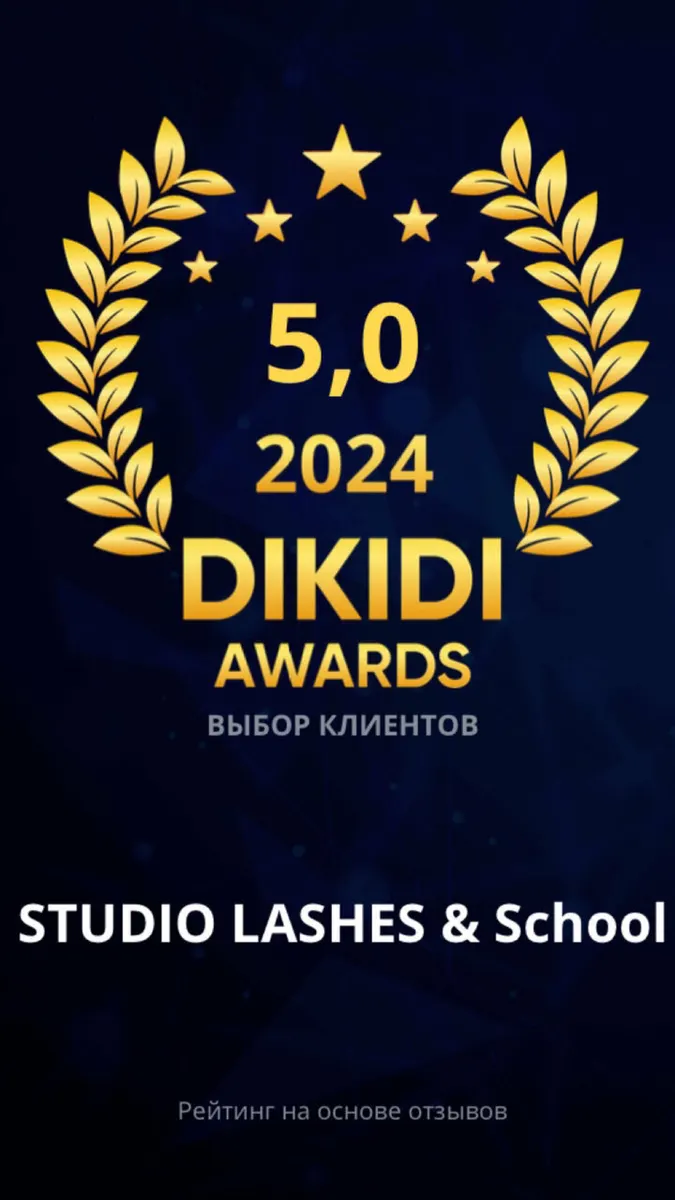 5,0
2024
DIKIDI
AWARDS
ВЫБОР КЛИЕНТОВ
STUDIO LASHES & School
Рейтинг на основе отзывов